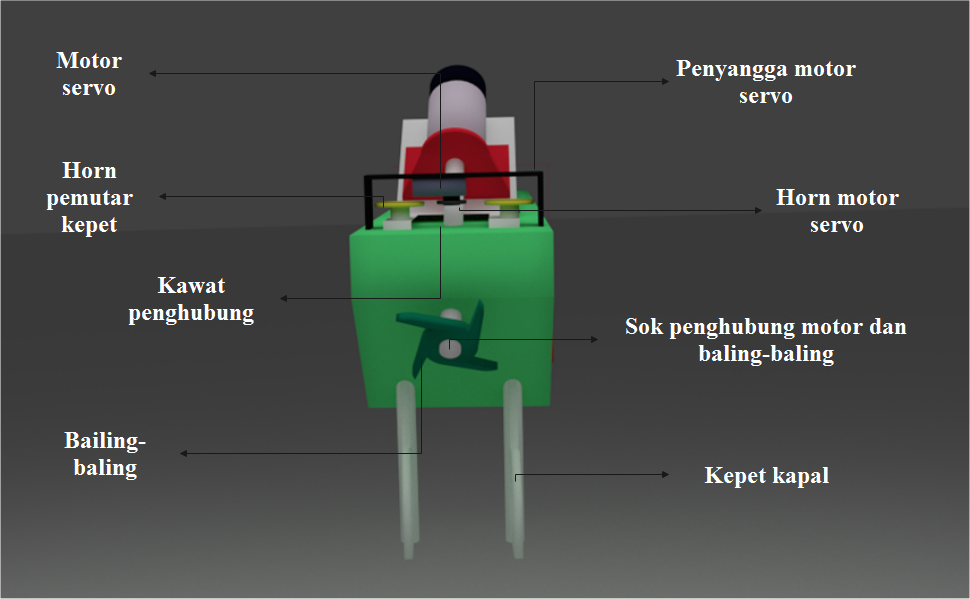 Motor
servo
Penyangga motor
servo
Horn
pemutar
kepet
Horn motor
servo
Kawat
penghubung
Sok penghubung motor dan
baling-baling
Bailing-
baling
Kepet kapal